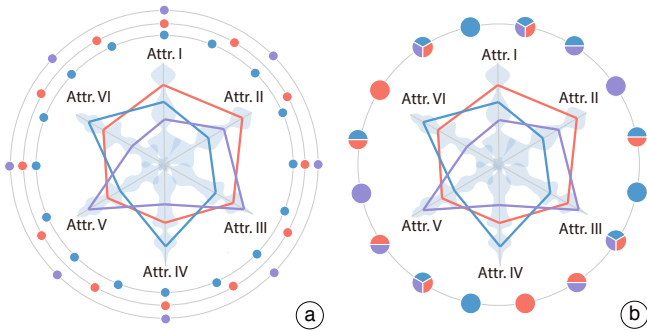 Attr. I
Attr. II
Attr. III
Attr. IV
Attr. V
Attr. VI
a
Attr. I
Attr. II
Attr. III
Attr. IV
Attr. V
Attr. VI
b